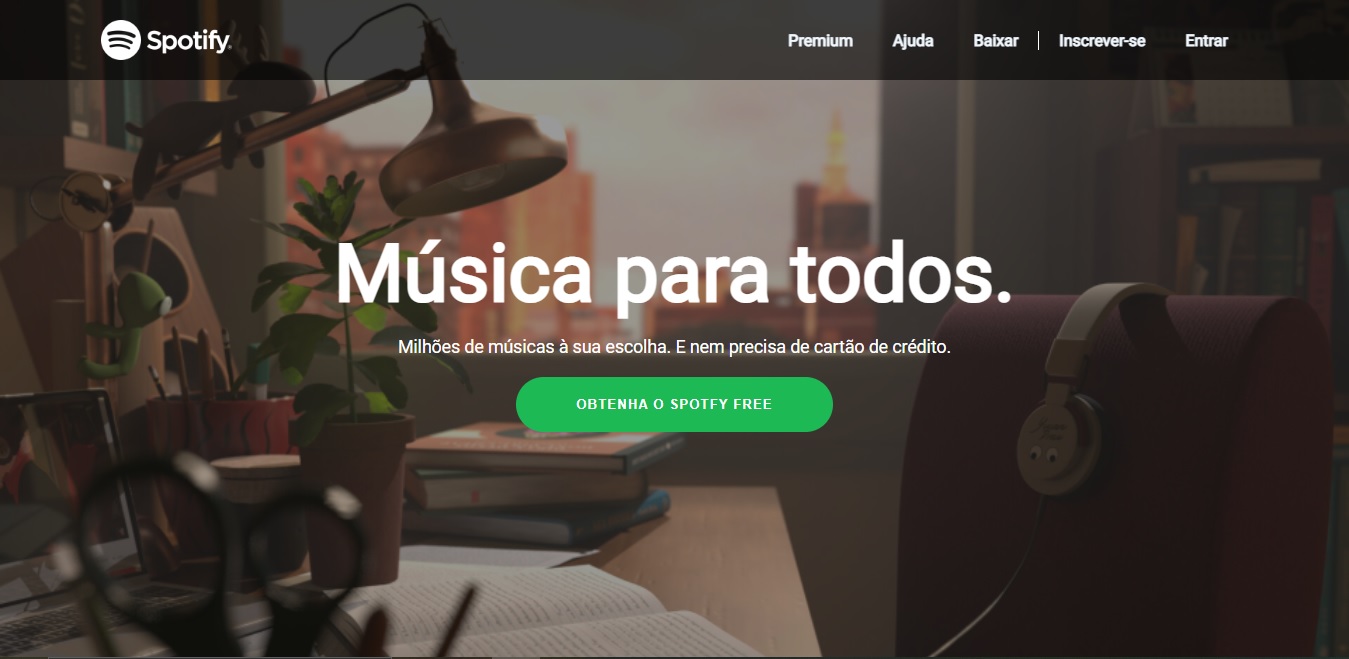 Spotify
Premium Ajuda Baixar Inscrever-se Entrar
Música para todos.
Milhões de músicas à sua escolha. E nem precisa de cartão de crédito.
OBTENHA O SPOTFY FREE